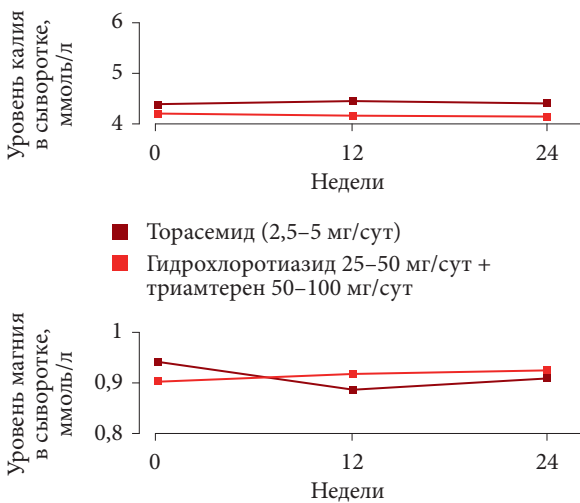 Уровень калия
в сыворотке,
ммоль/л
6
5
4
0 12 24
Недели
Торасемид (2,5–5 мг/сут)
Гидрохлоротиазид 25–50 мг/сут +
триамтерен 50–100 мг/сут
Уровень магния
в сыворотке,
ммоль/л
1
0,9
0,8
0 12 24
Недели